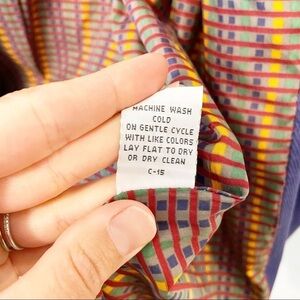 MACHINE WASH
COLD
ON GENTLE CYCLE
WITH LIKE COLORS
LAY FLAT TO DRY
OR DRY CLEAN
C-15